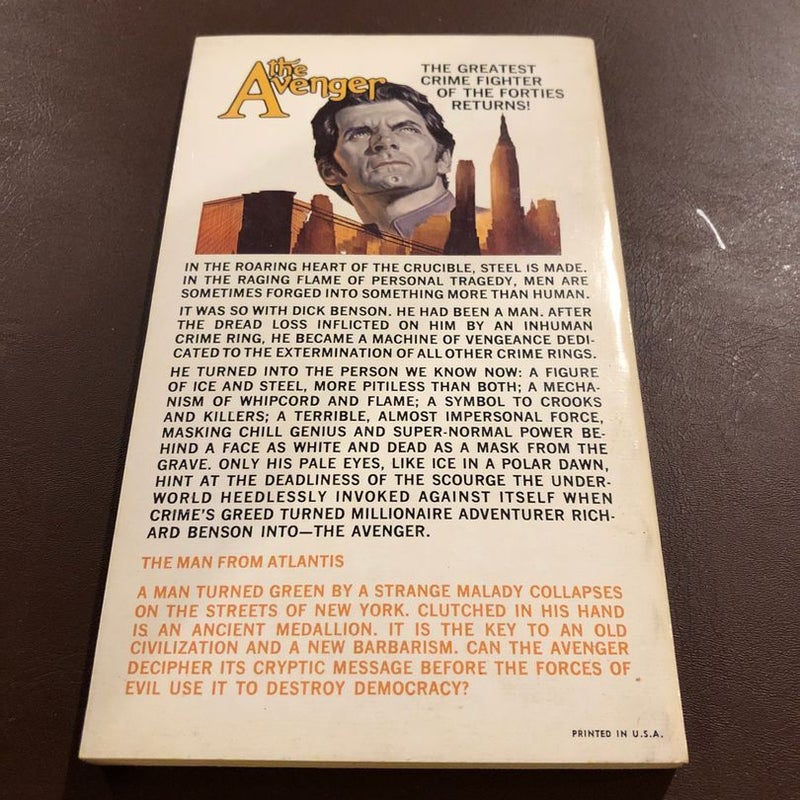 the
Avenger
THE GREATEST
CRIME FIGHTER
OF THE FORTIES
RETURNS!
IN THE ROARING HEART OF THE CRUCIBLE, STEEL IS MADE.
IN THE RAGING FLAME OF PERSONAL TRAGEDY, MEN ARE
SOMETIMES FORGED INTO SOMETHING MORE THAN HUMAN.
IT WAS SO WITH DICK BENSON. HE HAD BEEN A MAN. AFTER
THE DREAD LOSS INFLICTED ON HIM BY AN INHUMAN
CRIME RING, HE BECAME A MACHINE OF VENGEANCE DEDI-
CATED TO THE EXTERMINATION OF ALL OTHER CRIME RINGS.
HE TURNED INTO THE PERSON WE KNOW NOW: A FIGURE
OF ICE AND STEEL, MORE PITILESS THAN BOTH; A MECHA-
NISM OF WHIPCORD AND FLAME; A SYMBOL TO CROOKS
AND KILLERS; A TERRIBLE, ALMOST IMPERSONAL FORCE,
MASKING CHILL GENIUS AND SUPER-NORMAL POWER BE-
HIND A FACE AS WHITE AND DEAD AS A MASK FROM THE
GRAVE. ONLY HIS PALE EYES, LIKE ICE IN A POLAR DAWN,
HINT AT THE DEADLINESS OF THE SCOURGE THE UNDER-
WORLD HEEDLESSLY INVOKED AGAINST ITSELF WHEN
CRIME'S GREED TURNED MILLIONAIRE ADVENTURER RICH-
ARD BENSON INTO—THE AVENGER.
THE MAN FROM ATLANTIS
A MAN TURNED GREEN BY A STRANGE MALADY COLLAPSES
ON THE STREETS OF NEW YORK. CLUTCHED IN HIS HAND
IS AN ANCIENT MEDALLION. IT IS THE KEY TO AN OLD
CIVILIZATION AND A NEW BARBARISM. CAN THE AVENGER
DECIPHER ITS CRYPTIC MESSAGE BEFORE THE FORCES OF
EVIL USE IT TO DESTROY DEMOCRACY?
PRINTED IN U.S.A.